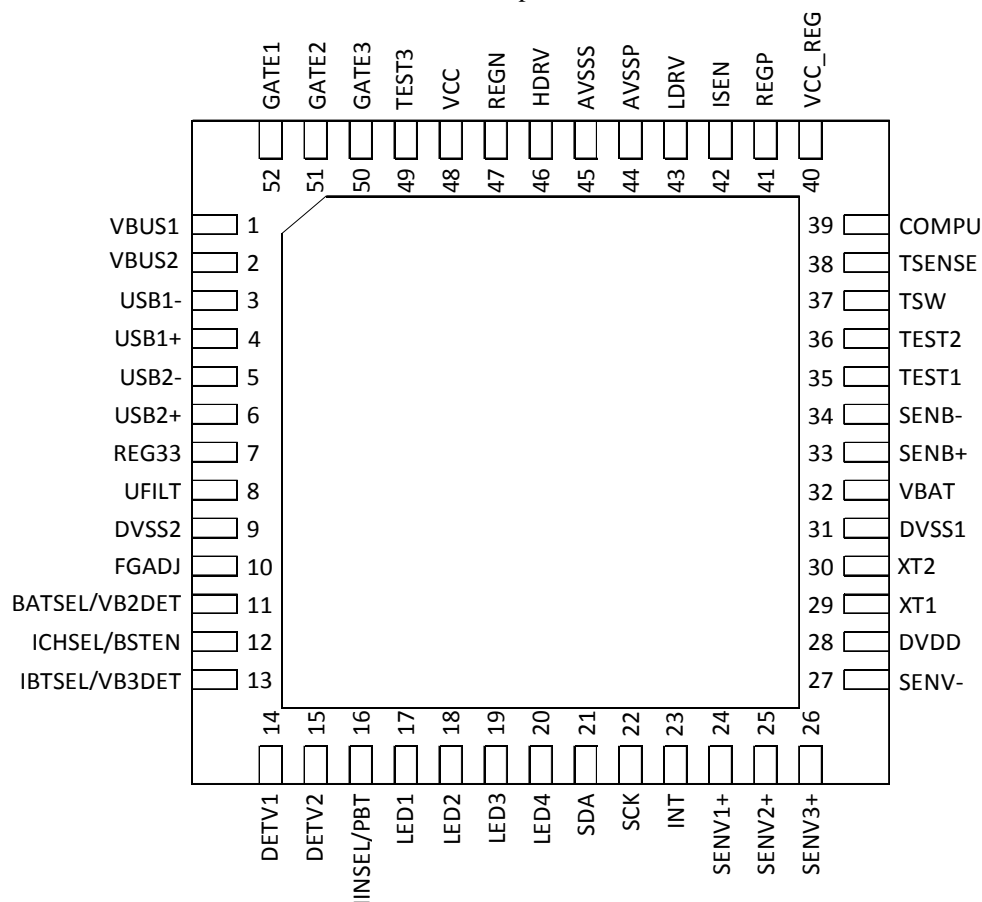 GATE1
GATE2
GATE3
TEST3
VCC
REGN
HDRV
AVSSS
AVSSP
LDRV
ISEN
REGP
VCC_REG
52
51
50
49
48
47
46
45
44
43
42
41
40
VBUS1 1
VBUS2 2
USB1- 3
USB1+ 4
USB2- 5
USB2+ 6
REG33 7
UFILT 8
DVSS2 9
FGADJ 10
BATSEL/VB2DET 11
ICHSEL/BSTEN 12
IBTSEL/VB3DET 13
39 COMPU
38 TSENSE
37 TSW
36 TEST2
35 TEST1
34 SENB-
33 SENB+
32 VBAT
31 DVSS1
30 XT2
29 XT1
28 DVDD
27 SENV-
14
15
16
17
18
19
20
21
22
23
24
25
26
DETV1
DETV2
INSEL/PBT
LED1
LED2
LED3
LED4
SDA
SCK
INT
SENV1+
SENV2+
SENV3+